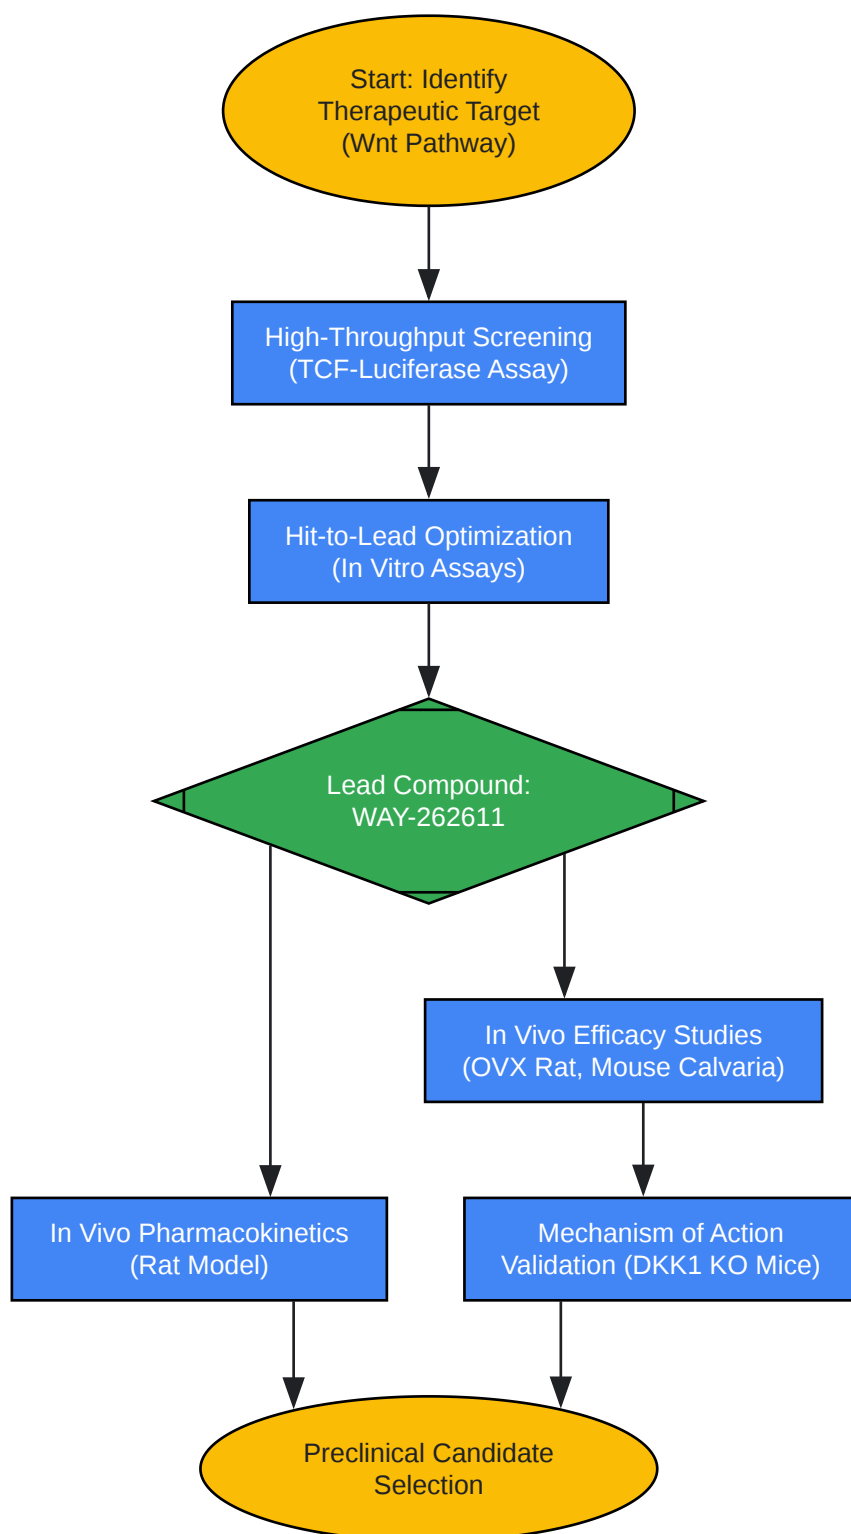 Start: Identify
Therapeutic Target
(Wnt Pathway)
High-Throughput Screening
(TCF-Luciferase Assay)
Hit-to-Lead Optimization
(In Vitro Assays)
Lead Compound:
WAY-262611
In Vivo Efficacy Studies
(OVX Rat, Mouse Calvaria)
In Vivo Pharmacokinetics
(Rat Model)
Mechanism of Action
Validation (DKK1 KO Mice)
Preclinical Candidate
Selection